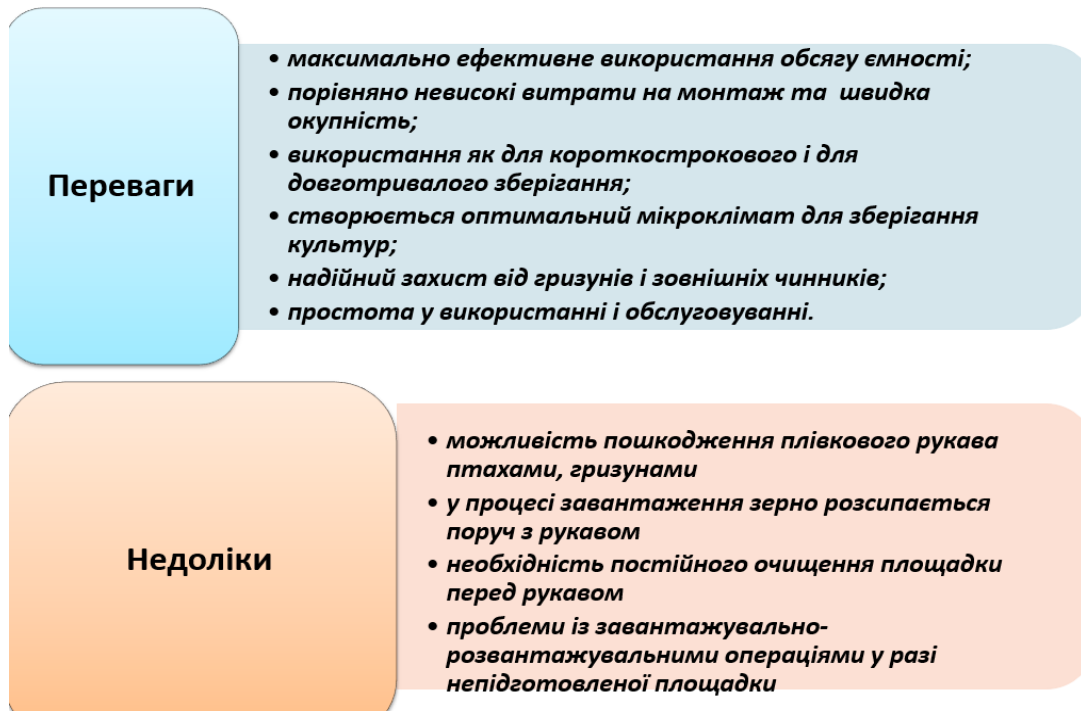 Переваги
• максимально ефективне використання обсягу ємності;
• порівняно невисокі витрати на монтаж та швидка
окупність;
• використання як для короткострокового і для
довготривалого зберігання;
• створюється оптимальний мікроклімат для зберігання
культур;
• надійний захист від гризунів і зовнішніх чинників;
• простота у використанні і обслуговуванні.
Недоліки
• можливість пошкодження плівкового рукава
птахами, гризунами
• у процесі завантаження зерно розсипається
поруч з рукавом
• необхідність постійного очищення площадки
перед рукавом
• проблеми із завантажувально-
розвантажувальними операціями у разі
непідготовленої площадки